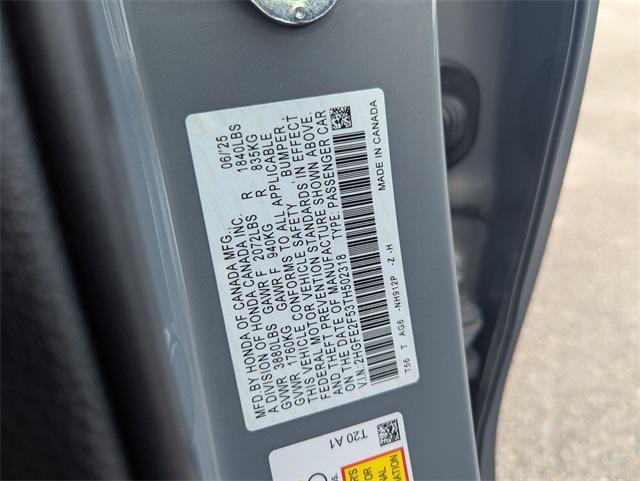 MFD. BY HONDA OF CANADA MFG., 06/'25
A DIVISION OF HONDA CANADA INC.
GVWR 3880LBS GAWR F 2072LBS R 1840LBS
GVWR 1760KG GAWR F 940KG R 835KG
THIS VEHICLE CONFORMS TO ALL APPLICABLE
FEDERAL MOTOR VEHICLE SAFETY, BUMPER,
AND THEFT PREVENTION STANDARDS IN EFFECT
ON THE DATE OF MANUFACTURE SHOWN ABOVE.
V.I.N: 2HGFE2F53TH502318 TYPE: PASSENGER CAR
T56 T AG6 -NH912P -Z -H
MADE IN CANADA
T20 A1